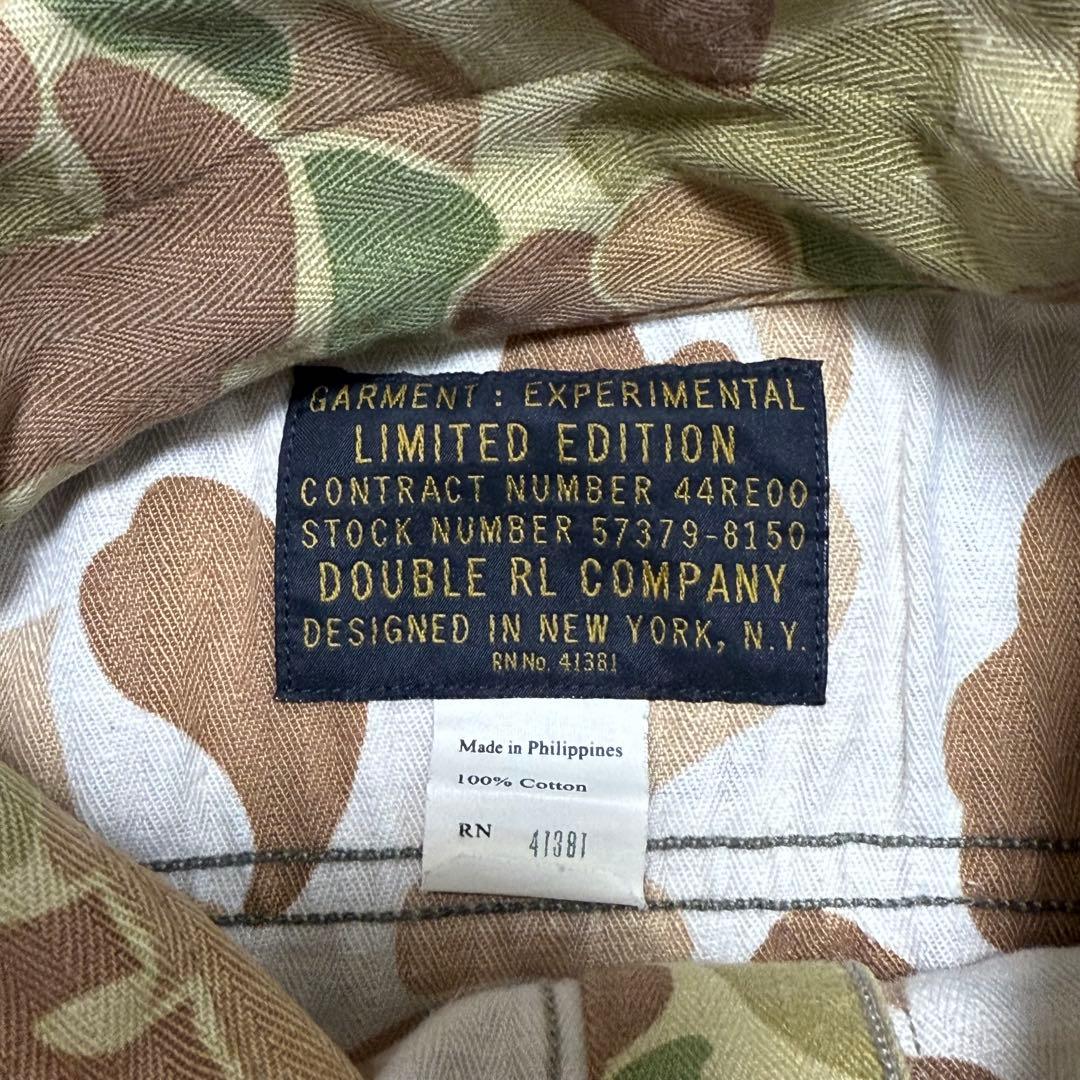 GARMENT : EXPERIMENTAL
LIMITED EDITION
CONTRACT NUMBER 44RE00
STOCK NUMBER 57379-8150
DOUBLE RL COMPANY
DESIGNED IN NEW YORK, N.Y.
RN No. 41381
Made in Philippines
100% Cotton
RN 41381